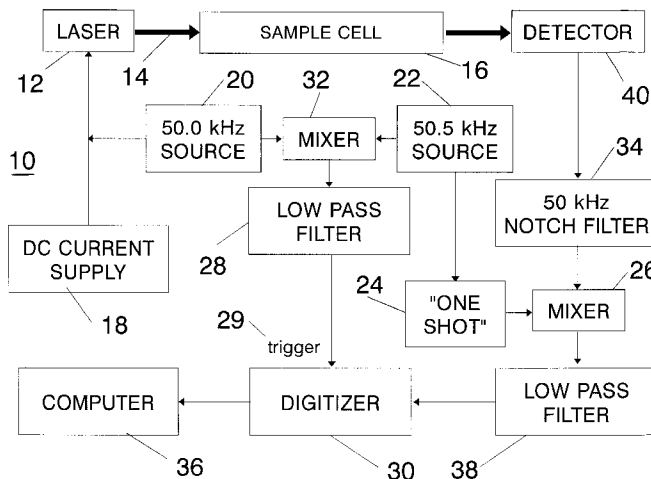 LASER
SAMPLE CELL
DETECTOR
12
14
16
40
20
32
22
10
50.0 kHz
SOURCE
MIXER
50.5 kHz
SOURCE
34
50 kHz
NOTCH FILTER
LOW PASS
FILTER
28
DC CURRENT
SUPPLY
18
24
"ONE
SHOT"
26
MIXER
29
trigger
COMPUTER
DIGITIZER
LOW PASS
FILTER
36
30
38